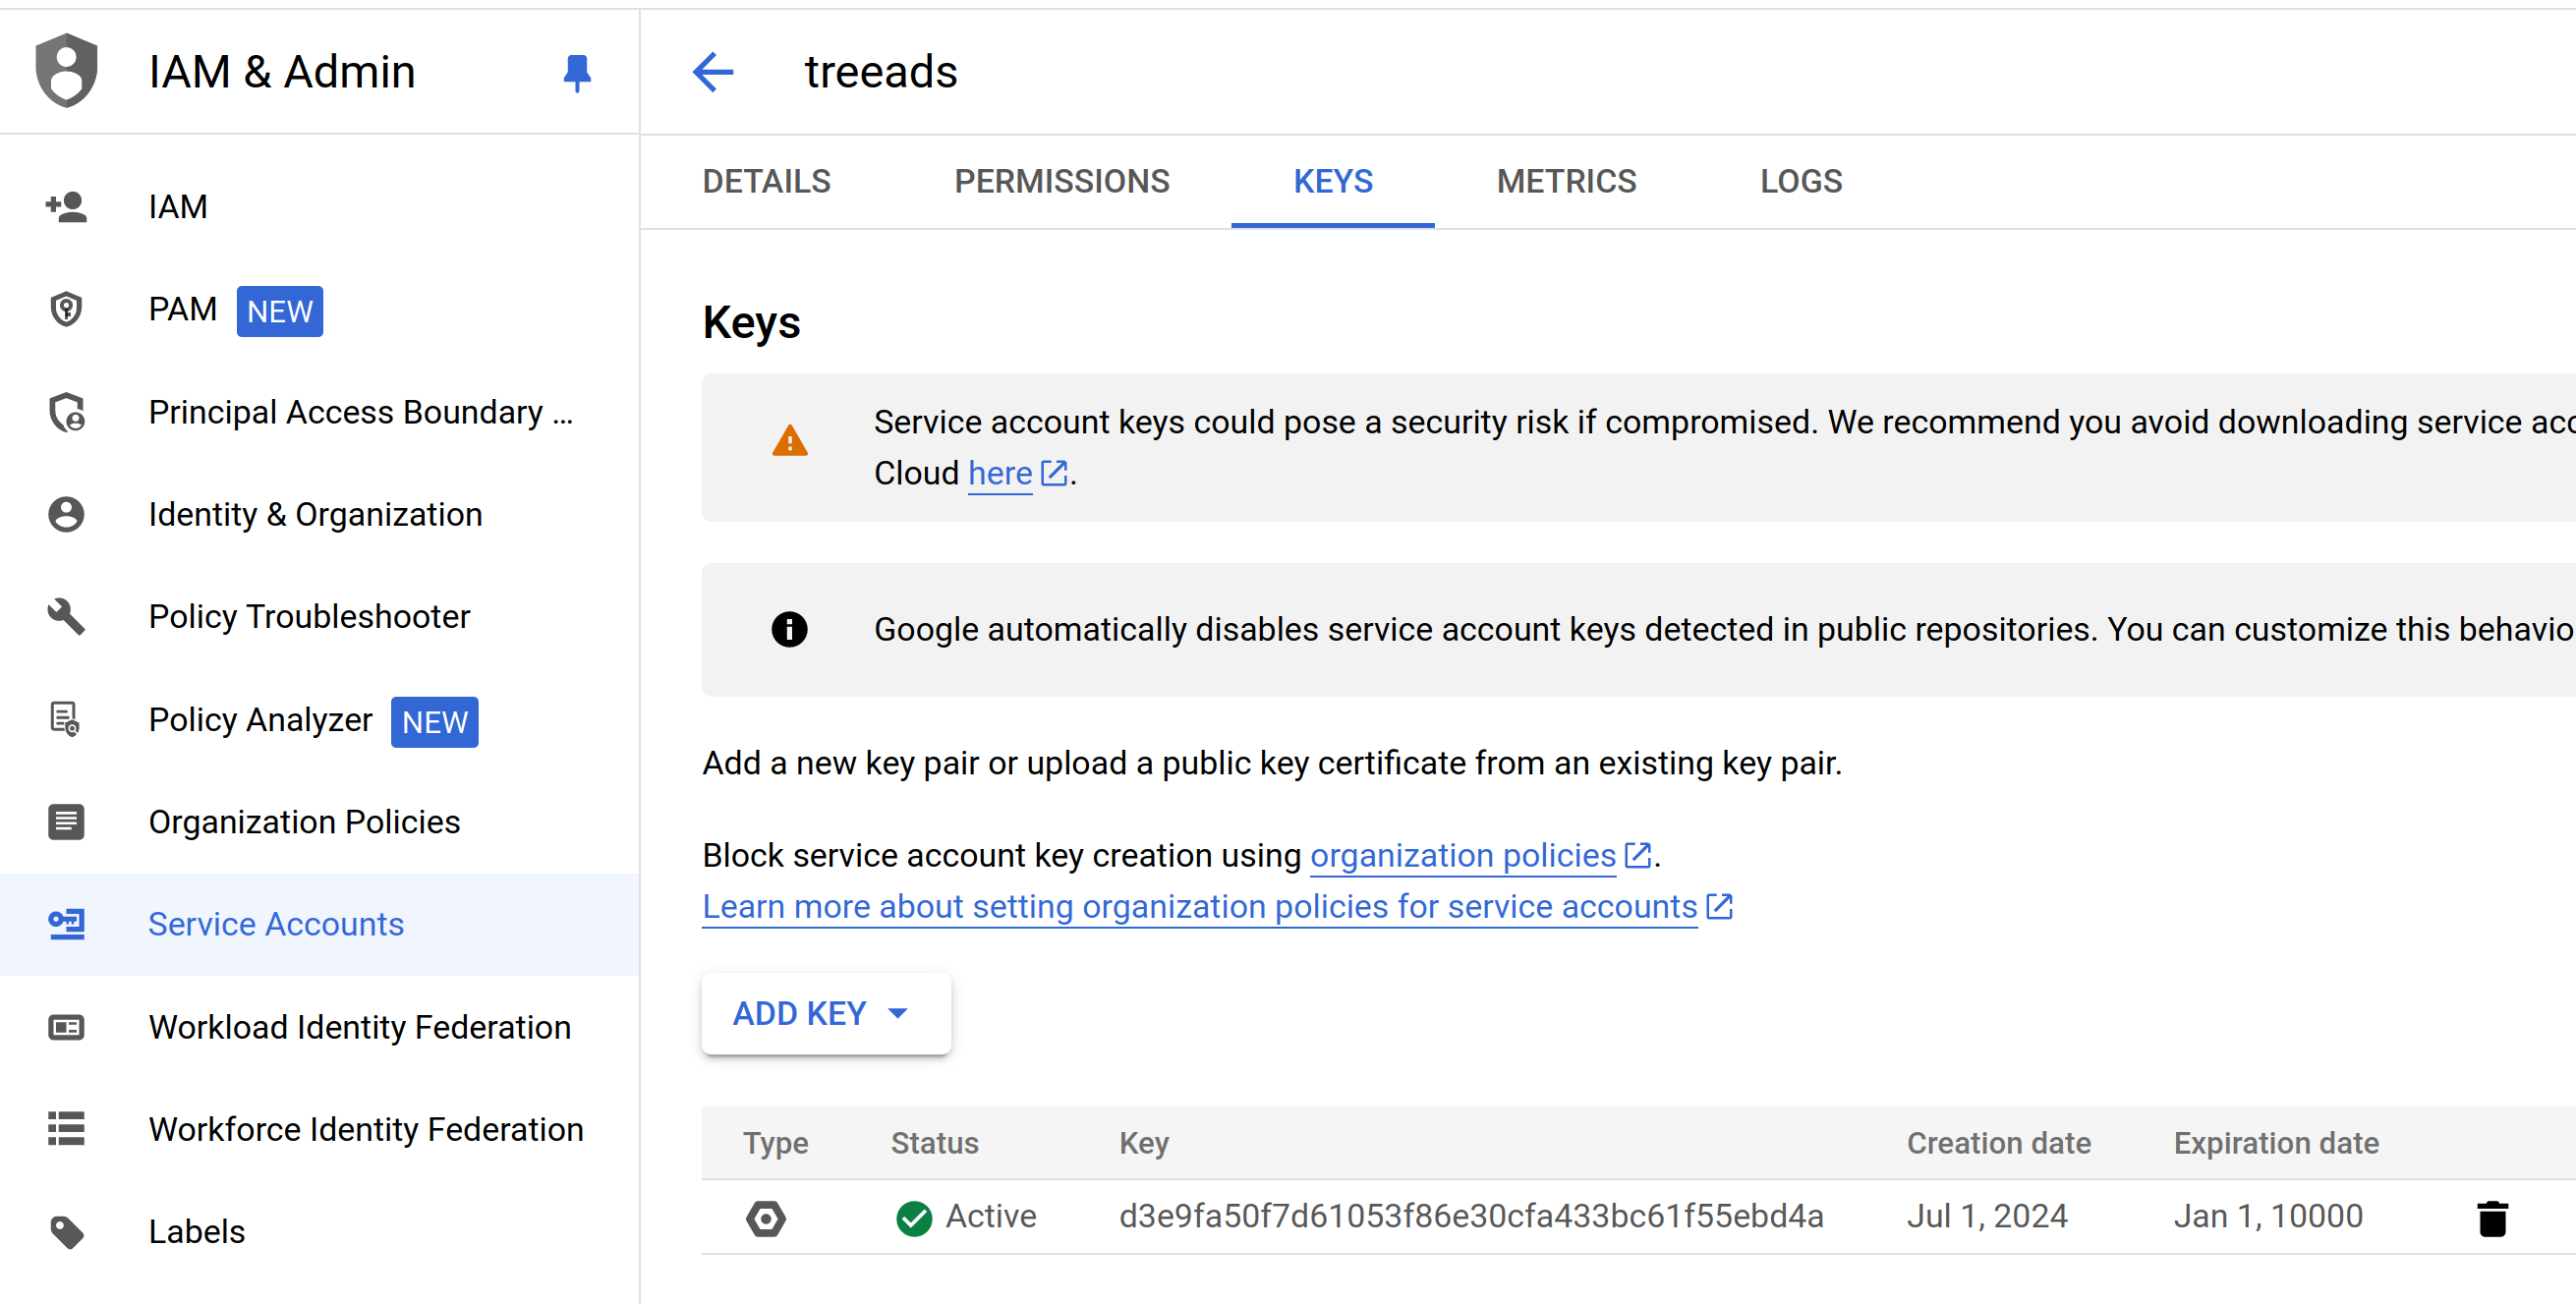 IAM & Admin
IAM
PAM NEW
Principal Access Boundary ...
Identity & Organization
Policy Troubleshooter
Policy Analyzer NEW
Organization Policies
Service Accounts
Workload Identity Federation
Workforce Identity Federation
Labels
treeads
DETAILS PERMISSIONS KEYS METRICS LOGS
Keys
Service account keys could pose a security risk if compromised. We recommend you avoid downloading service acc
Cloud here.
Google automatically disables service account keys detected in public repositories. You can customize this behavio
Add a new key pair or upload a public key certificate from an existing key pair.
Block service account key creation using organization policies.
Learn more about setting organization policies for service accounts
ADD KEY
Type Status Key Creation date Expiration date
Active d3e9fa50f7d61053f86e30cfa433bc61f55ebd4a Jul 1, 2024 Jan 1, 10000